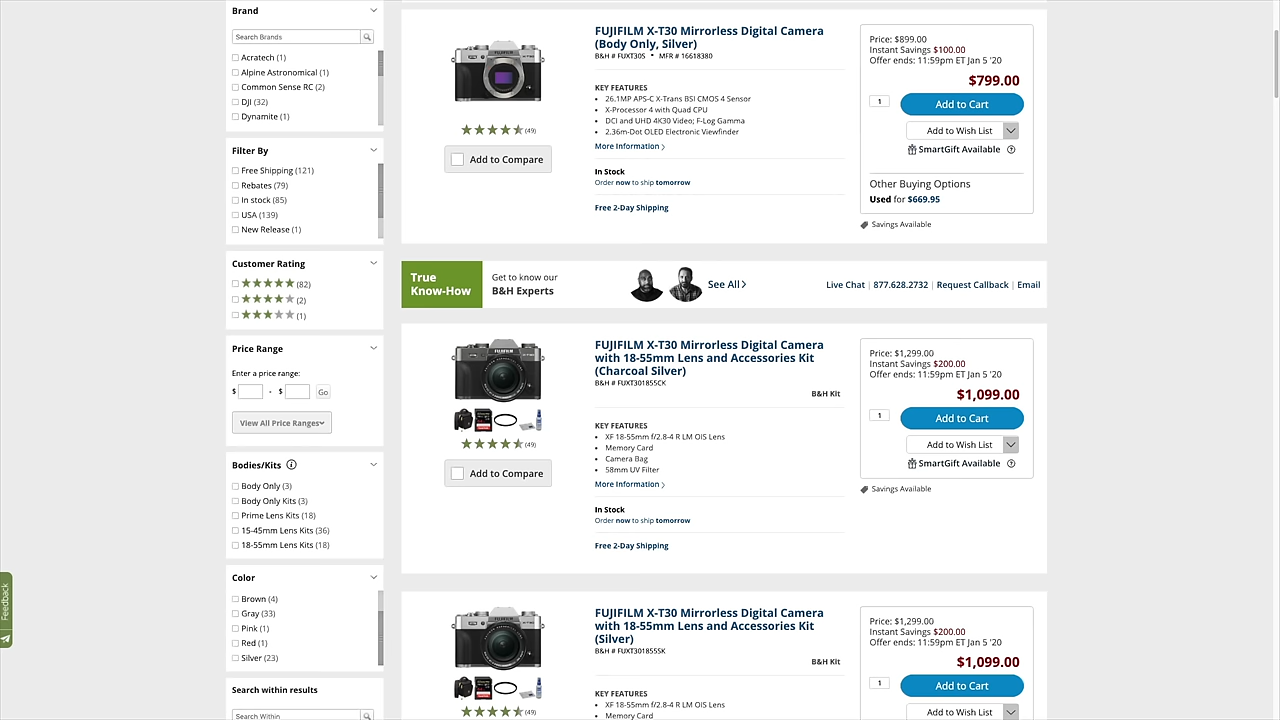 Brand
Search Brands
Acratech (1)
Alpine Astronomical (1)
Common Sense RC (2)
DJI (32)
Dynamite (1)
Filter By
Free Shipping (121)
Rebates (79)
In stock (85)
USA (139)
New Release (1)
Customer Rating
(82)
(2)
(1)
Price Range
Enter a price range:
$ - $ Go
View All Price Ranges
Bodies/Kits
Body Only (3)
Body Only Kits (3)
Prime Lens Kits (18)
15-45mm Lens Kits (36)
18-55mm Lens Kits (18)
Color
Brown (4)
Gray (33)
Pink (1)
Red (1)
Silver (23)
Search within results
Search Within
Feedback
FUJIFILM X-T30 Mirrorless Digital Camera
(Body Only, Silver)
B&H # FUXT30S • MFR # 16618380
KEY FEATURES
• 26.1MP APS-C X-Trans BSI CMOS 4 Sensor
• X-Processor 4 with Quad CPU
• DCI and UHD 4K30 Video; F-Log Gamma
• 2.36m-Dot OLED Electronic Viewfinder
More Information
In Stock
Order now to ship tomorrow
Free 2-Day Shipping
FUJIFILM
(49)
Add to Compare
Price: $899.00
Instant Savings $100.00
Offer ends: 11:59pm ET Jan 5 '20
$799.00
1 Add to Cart
Add to Wish List
SmartGift Available
Other Buying Options
Used for $669.95
Savings Available
True
Know-How
Get to know our
B&H Experts
See All
Live Chat | 877.628.2732 | Request Callback | Email
FUJIFILM X-T30 Mirrorless Digital Camera
with 18-55mm Lens and Accessories Kit
(Charcoal Silver)
B&H # FUXT301855CK
B&H Kit
KEY FEATURES
• XF 18-55mm f/2.8-4 R LM OIS Lens
• Memory Card
• Camera Bag
• 58mm UV Filter
More Information
In Stock
Order now to ship tomorrow
Free 2-Day Shipping
FUJIFILM
(49)
Add to Compare
Price: $1,299.00
Instant Savings $200.00
Offer ends: 11:59pm ET Jan 5 '20
$1,099.00
1 Add to Cart
Add to Wish List
SmartGift Available
Savings Available
FUJIFILM X-T30 Mirrorless Digital Camera
with 18-55mm Lens and Accessories Kit
(Silver)
B&H # FUXT301855SK
B&H Kit
KEY FEATURES
• XF 18-55mm f/2.8-4 R LM OIS Lens
• Memory Card
FUJIFILM
(49)
Price: $1,299.00
Instant Savings $200.00
Offer ends: 11:59pm ET Jan 5 '20
$1,099.00
1 Add to Cart
Add to Wish List